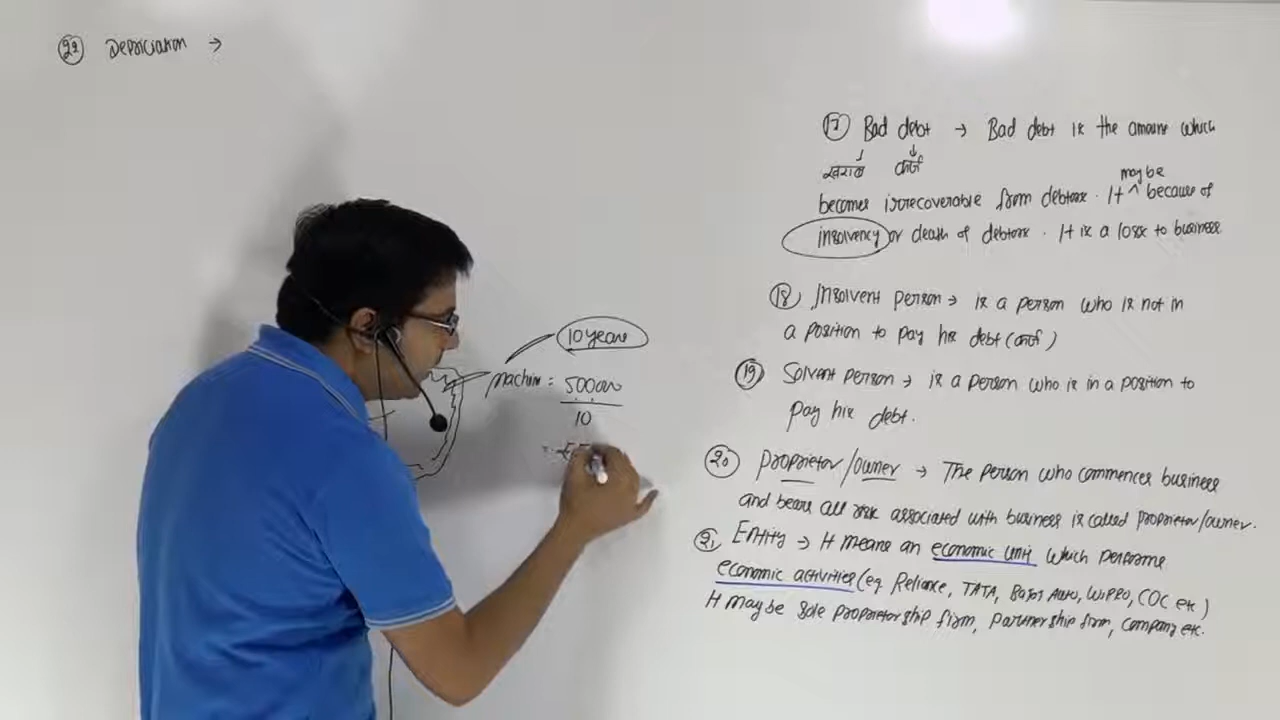 22 Depriciation →
10 years
Machine = 500000
10
17 Bad debt → Bad debt is the amount which
खराब कर्ज
may be
becomes irrecoverable from debtors. It ^ because of
insolvency or death of debtors. It is a loss to business
18 Insolvent person → is a person who is not in
a position to pay his debt (कर्ज)
19 Solvent person → is a person who is in a position to
pay his debt.
20 Proprietor/owner → The person who commences business
and bears all risk associated with business is called proprietor/owner.
21 Entity → It means an economic unit which performs
economic activities (eg. Reliance, TATA, Bajaj Auto, WIPRO, COC etc)
It may be Sole proprietorship firm, partnership firm, company etc.